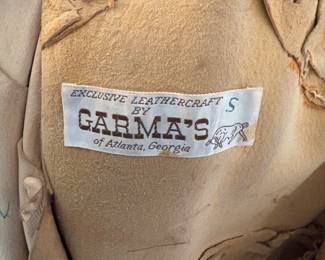 EXCLUSIVE LEATHERCRAFT S
BY
GARMA'S
of Atlanta, Georgia